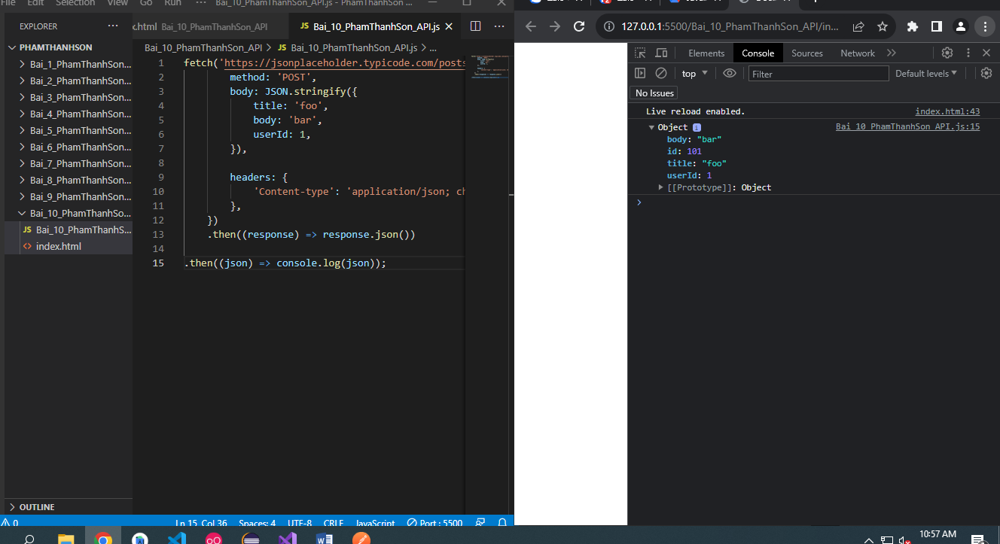 File Edit Selection View Go Run ··· Bai_10_PhamThanhSon_API.js - PhamThanhSon ...
EXPLORER ···
PHAMTHANHSON
Bai_1_PhamThanhSon...
Bai_2_PhamThanhSon...
Bai_3_PhamThanhSon...
Bai_4_PhamThanhSon...
Bai_5_PhamThanhSon...
Bai_6_PhamThanhSon...
Bai_7_PhamThanhSon...
Bai_8_PhamThanhSon...
Bai_9_PhamThanhSon...
Bai_10_PhamThanhSo...
JS Bai_10_PhamThanhS...
<> index.html
OUTLINE
.html Bai_10_PhamThanhSon_API
JS Bai_10_PhamThanhSon_API.js
Bai_10_PhamThanhSon_API > JS Bai_10_PhamThanhSon_API.js > ...
1 fetch('https://jsonplaceholder.typicode.com/posts
2 method: 'POST',
3 body: JSON.stringify({
4 title: 'foo',
5 body: 'bar',
6 userId: 1,
7 }),
8
9 headers: {
10 'Content-type': 'application/json; ch
11 },
12 })
13 .then((response) => response.json())
14
15 .then((json) => console.log(json));
0 Ln 15, Col 36 Spaces: 4 UTF-8 CRLF JavaScript Port : 5500
127.0.0.1:5500/Bai_10_PhamThanhSon_API/in...
Elements Console Sources Network
top Filter Default levels
No Issues
Live reload enabled. index.html:43
Object Bai_10_PhamThanhSon_API.js:15
body: "bar"
id: 101
title: "foo"
userId: 1
[[Prototype]]: Object
10:57 AM